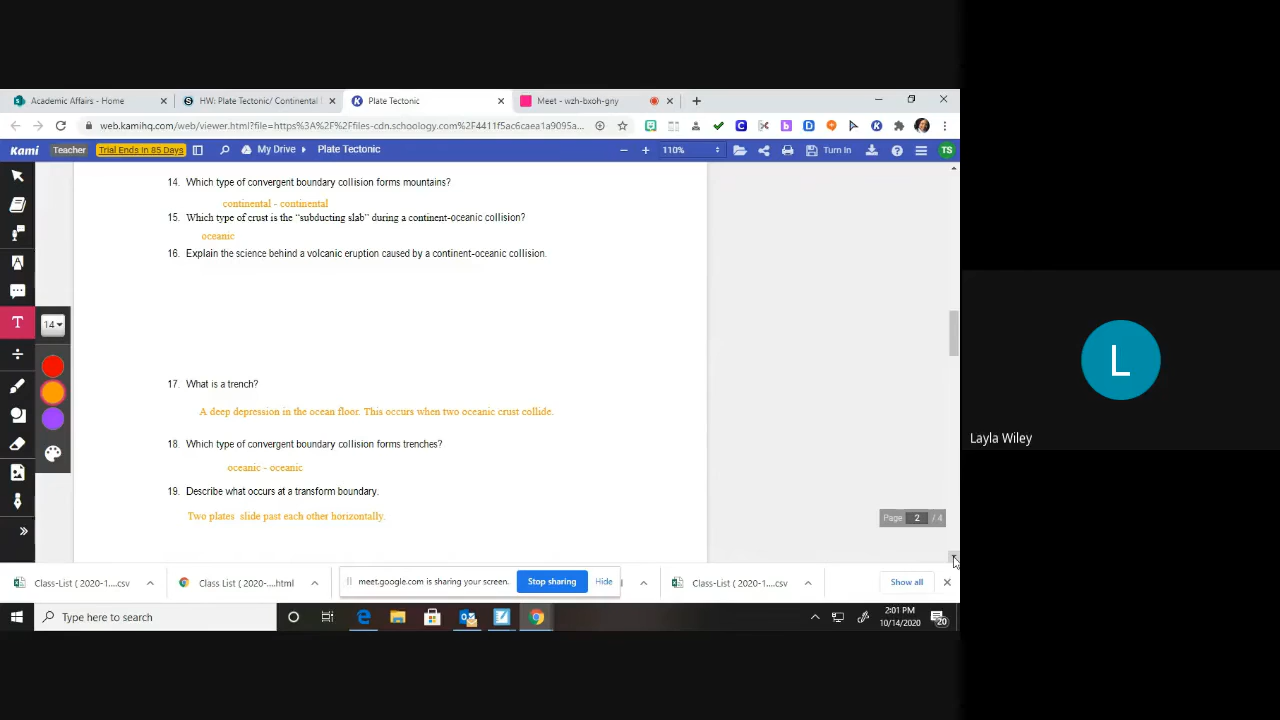 Academic Affairs - Home
HW: Plate Tectonic/ Continental
Plate Tectonic
Meet - wzh-bxoh-gny
web.kamihq.com/web/viewer.html?file=https%3A%2F%2Ffiles-cdn.schoology.com%2F4411f5ac6caea1a9095a...
Kami
Teacher
Trial Ends In 85 Days
My Drive
Plate Tectonic
110%
Turn In
TS
14. Which type of convergent boundary collision forms mountains?
continental - continental
15. Which type of crust is the “subducting slab” during a continent-oceanic collision?
oceanic
16. Explain the science behind a volcanic eruption caused by a continent-oceanic collision.
14
17. What is a trench?
A deep depression in the ocean floor. This occurs when two oceanic crust collide.
18. Which type of convergent boundary collision forms trenches?
oceanic - oceanic
19. Describe what occurs at a transform boundary.
Two plates slide past each other horizontally.
Page 2 / 4
L
Layla Wiley
Class-List ( 2020-1....csv
Class List ( 2020-....html
meet.google.com is sharing your screen.
Stop sharing
Hide
Class-List ( 2020-1....csv
Show all
Type here to search
2:01 PM
10/14/2020
20